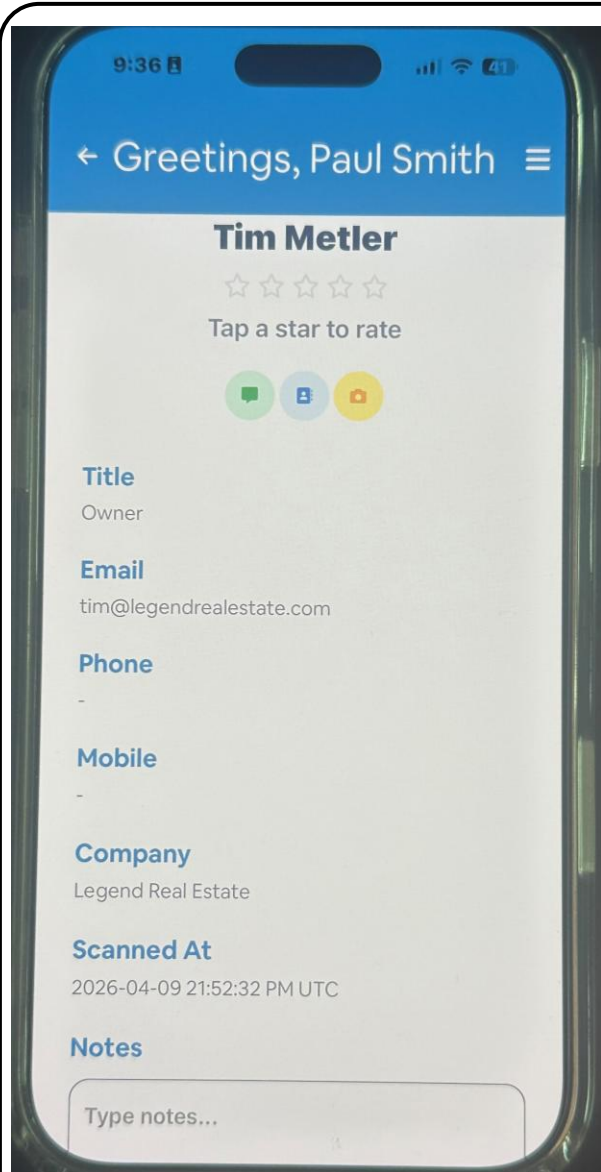 9:36
41
Greetings, Paul Smith
Tim Metler
Tap a star to rate
Title
Owner
Email
tim@legendrealestate.com
Phone
-
Mobile
-
Company
Legend Real Estate
Scanned At
2026-04-09 21:52:32 PM UTC
Notes
Type notes...